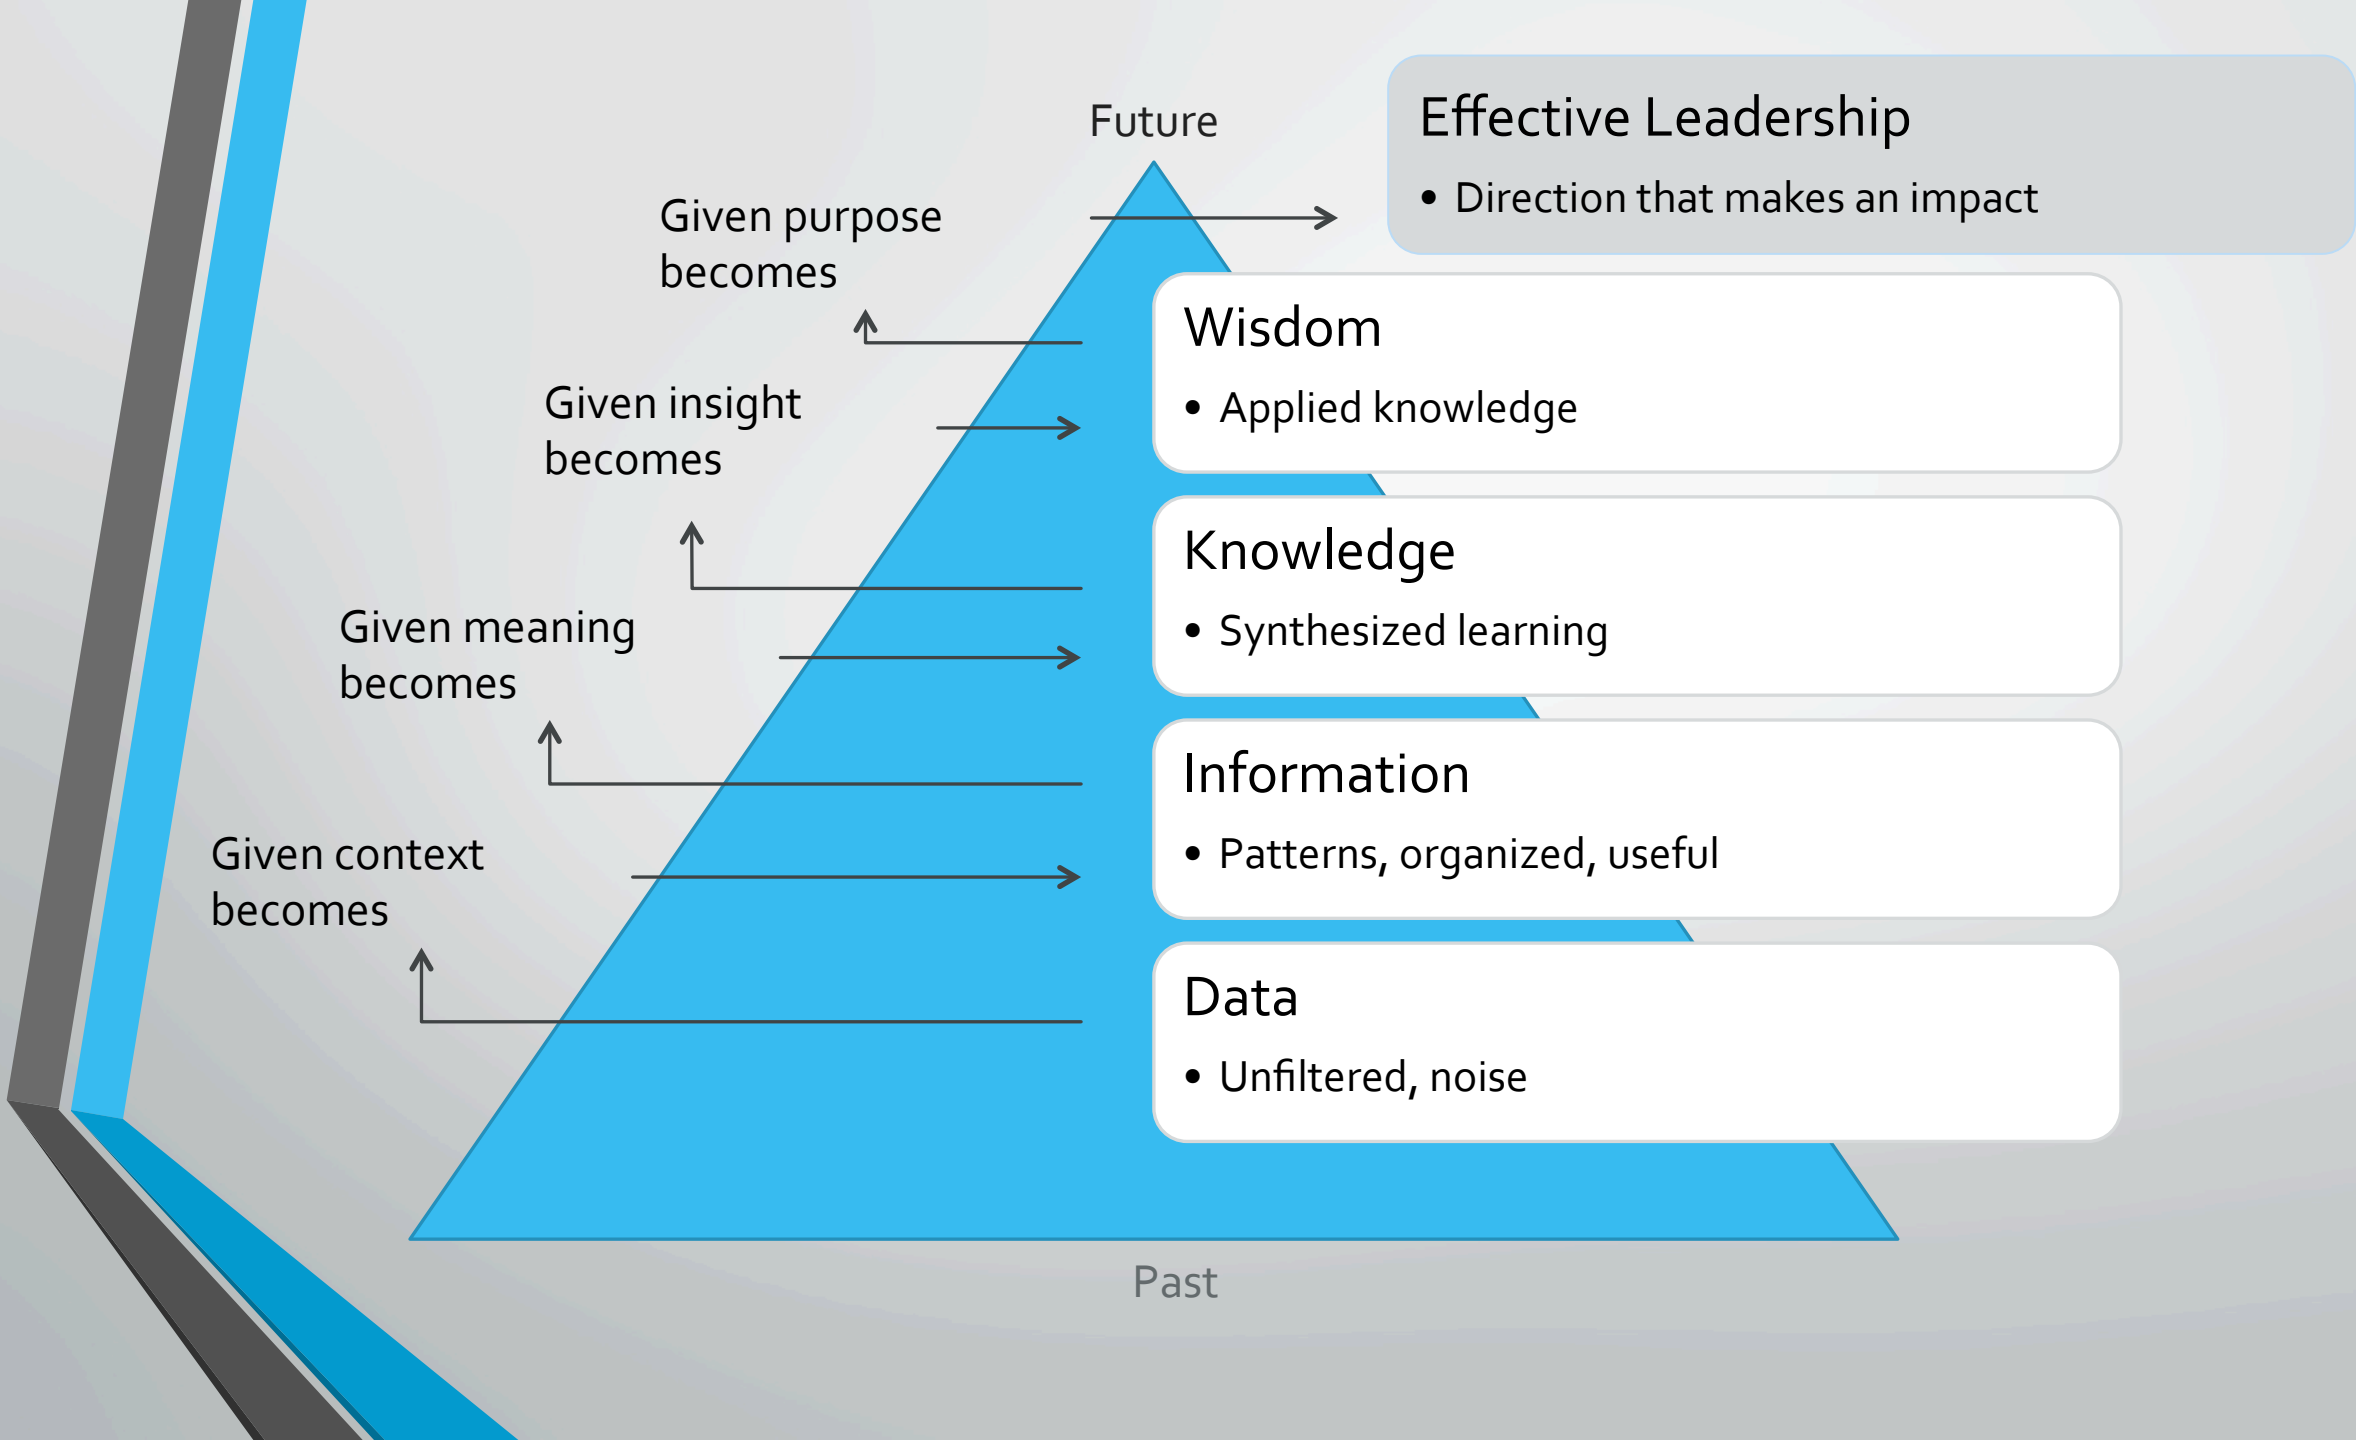 Future
Effective Leadership
• Direction that makes an impact
Given purpose
becomes
Wisdom
• Applied knowledge
Given insight
becomes
Knowledge
• Synthesized learning
Given meaning
becomes
Information
• Patterns, organized, useful
Given context
becomes
Data
• Unfiltered, noise
Past